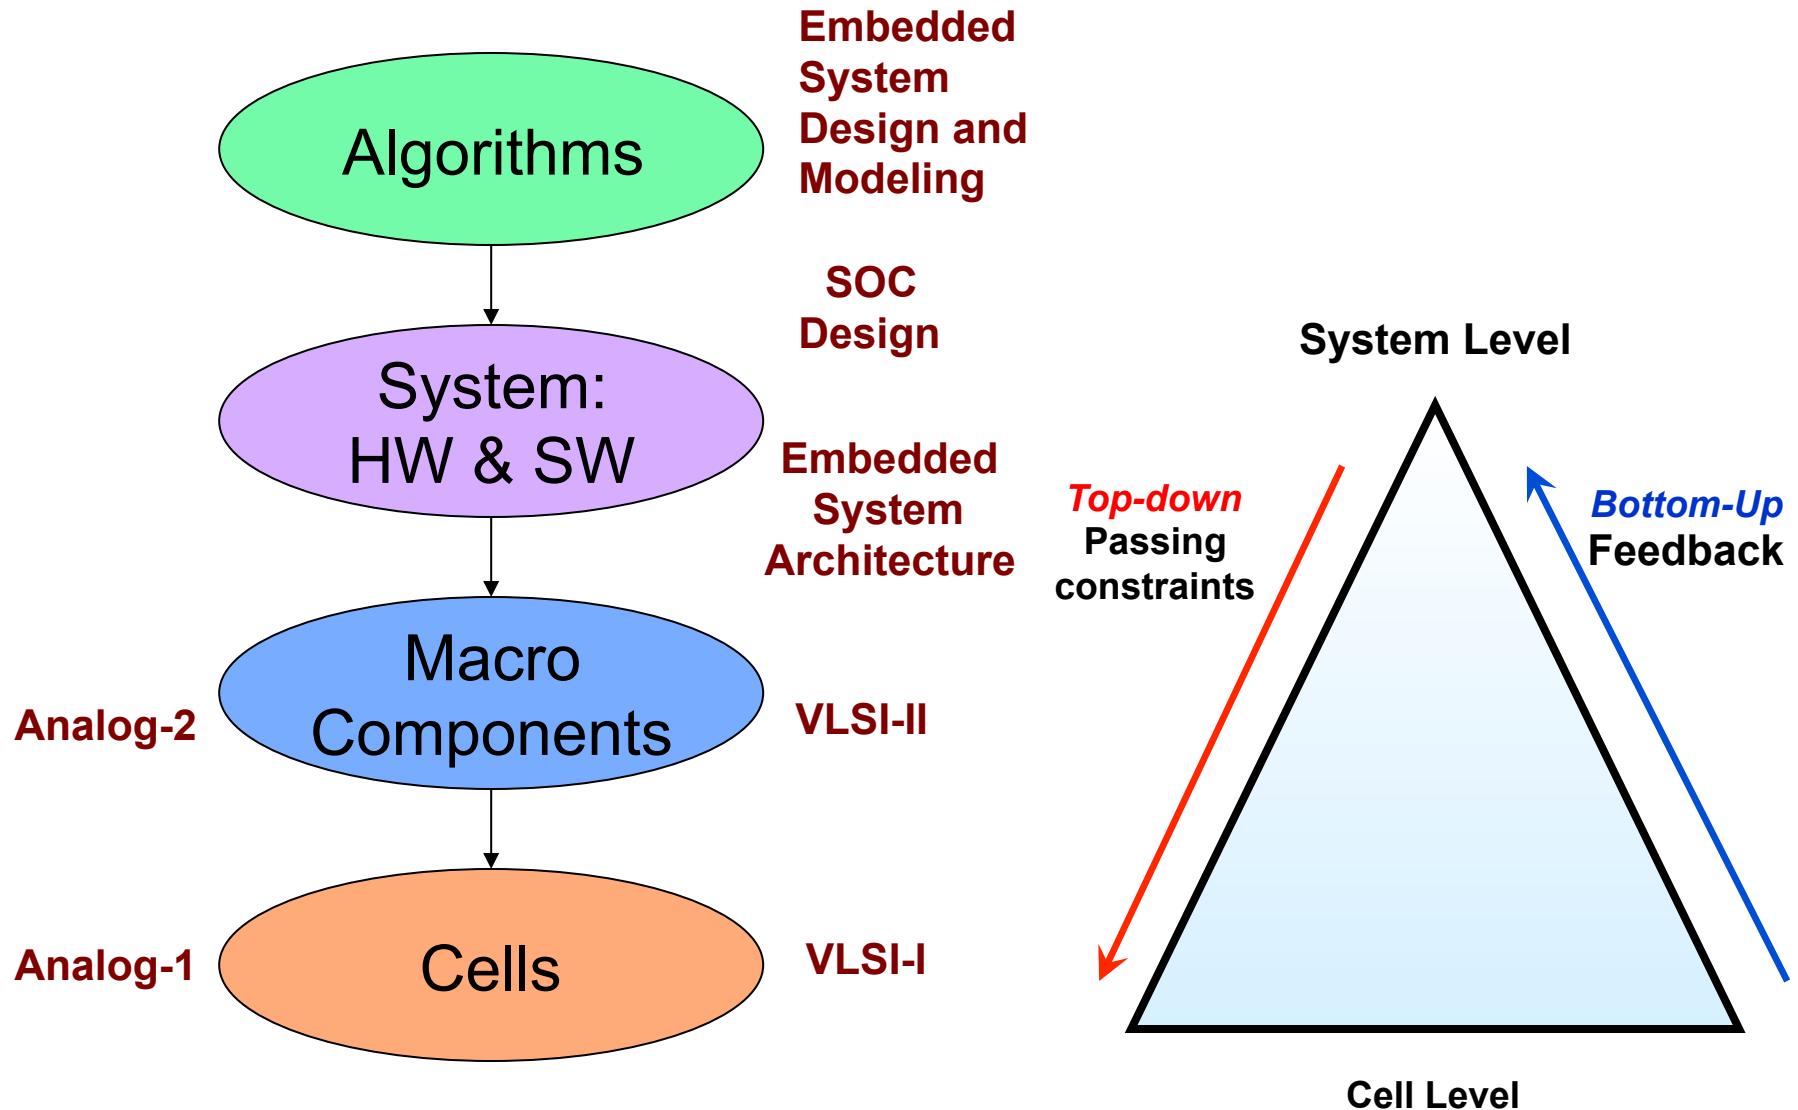 Embedded
System
Design and
Modeling
Algorithms
SOC
Design
System:
HW & SW
Embedded
System
Architecture
Macro
Components
Analog-2
VLSI-II
Cells
Analog-1
VLSI-I
System Level
Top-down
Passing
constraints
Bottom-Up
Feedback
Cell Level